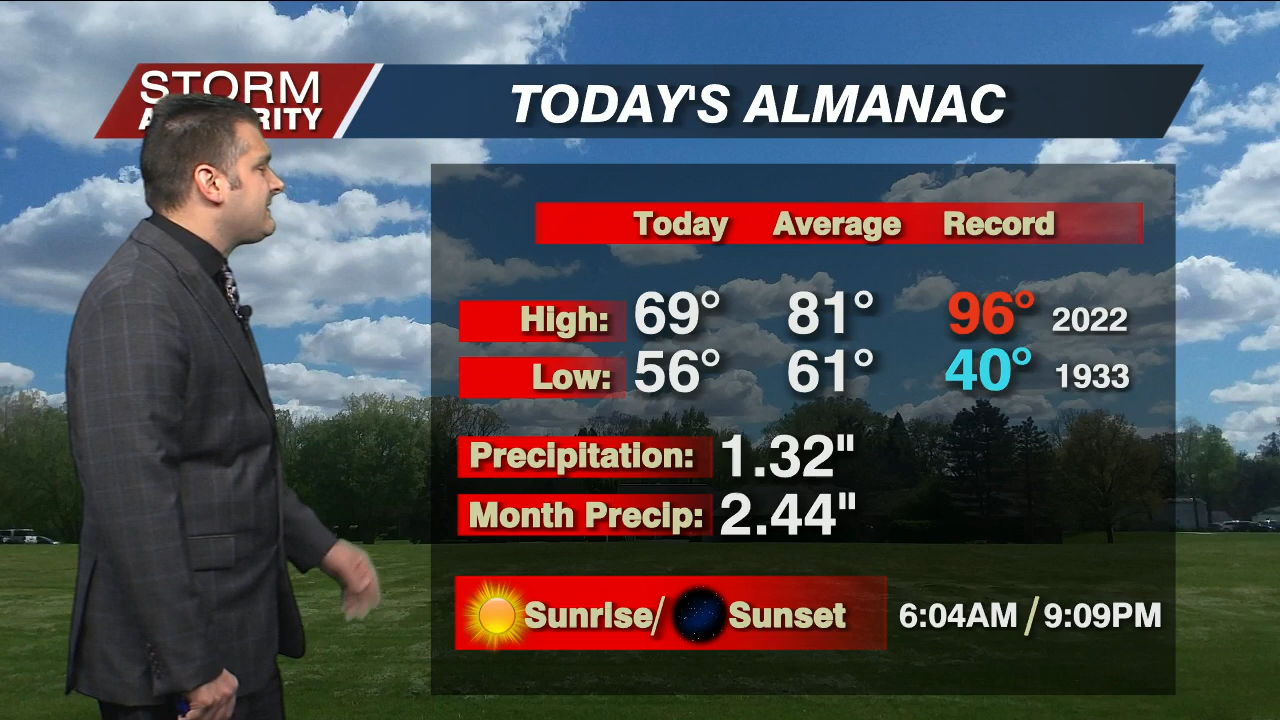 STORM
TODAY'S ALMANAC
Today Average Record
High: 69° 81° 96° 2022
Low: 56° 61° 40° 1933
Precipitation: 1.32"
Month Precip: 2.44"
Sunrise/ Sunset 6:04AM / 9:09PM